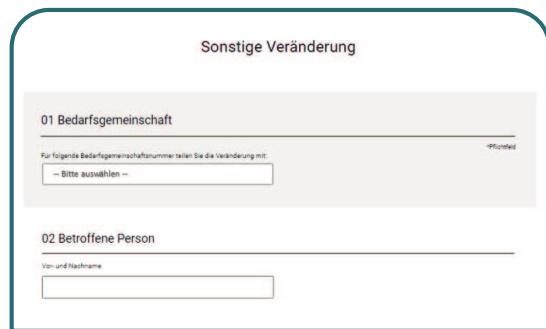 Sonstige Veränderung
01 Bedarfsgemeinschaft
*Pflichtfeld
Für folgende Bedarfsgemeinschaftsnummer teilen Sie die Veränderung mit:
-- Bitte auswählen --
02 Betroffene Person
Vor- und Nachname